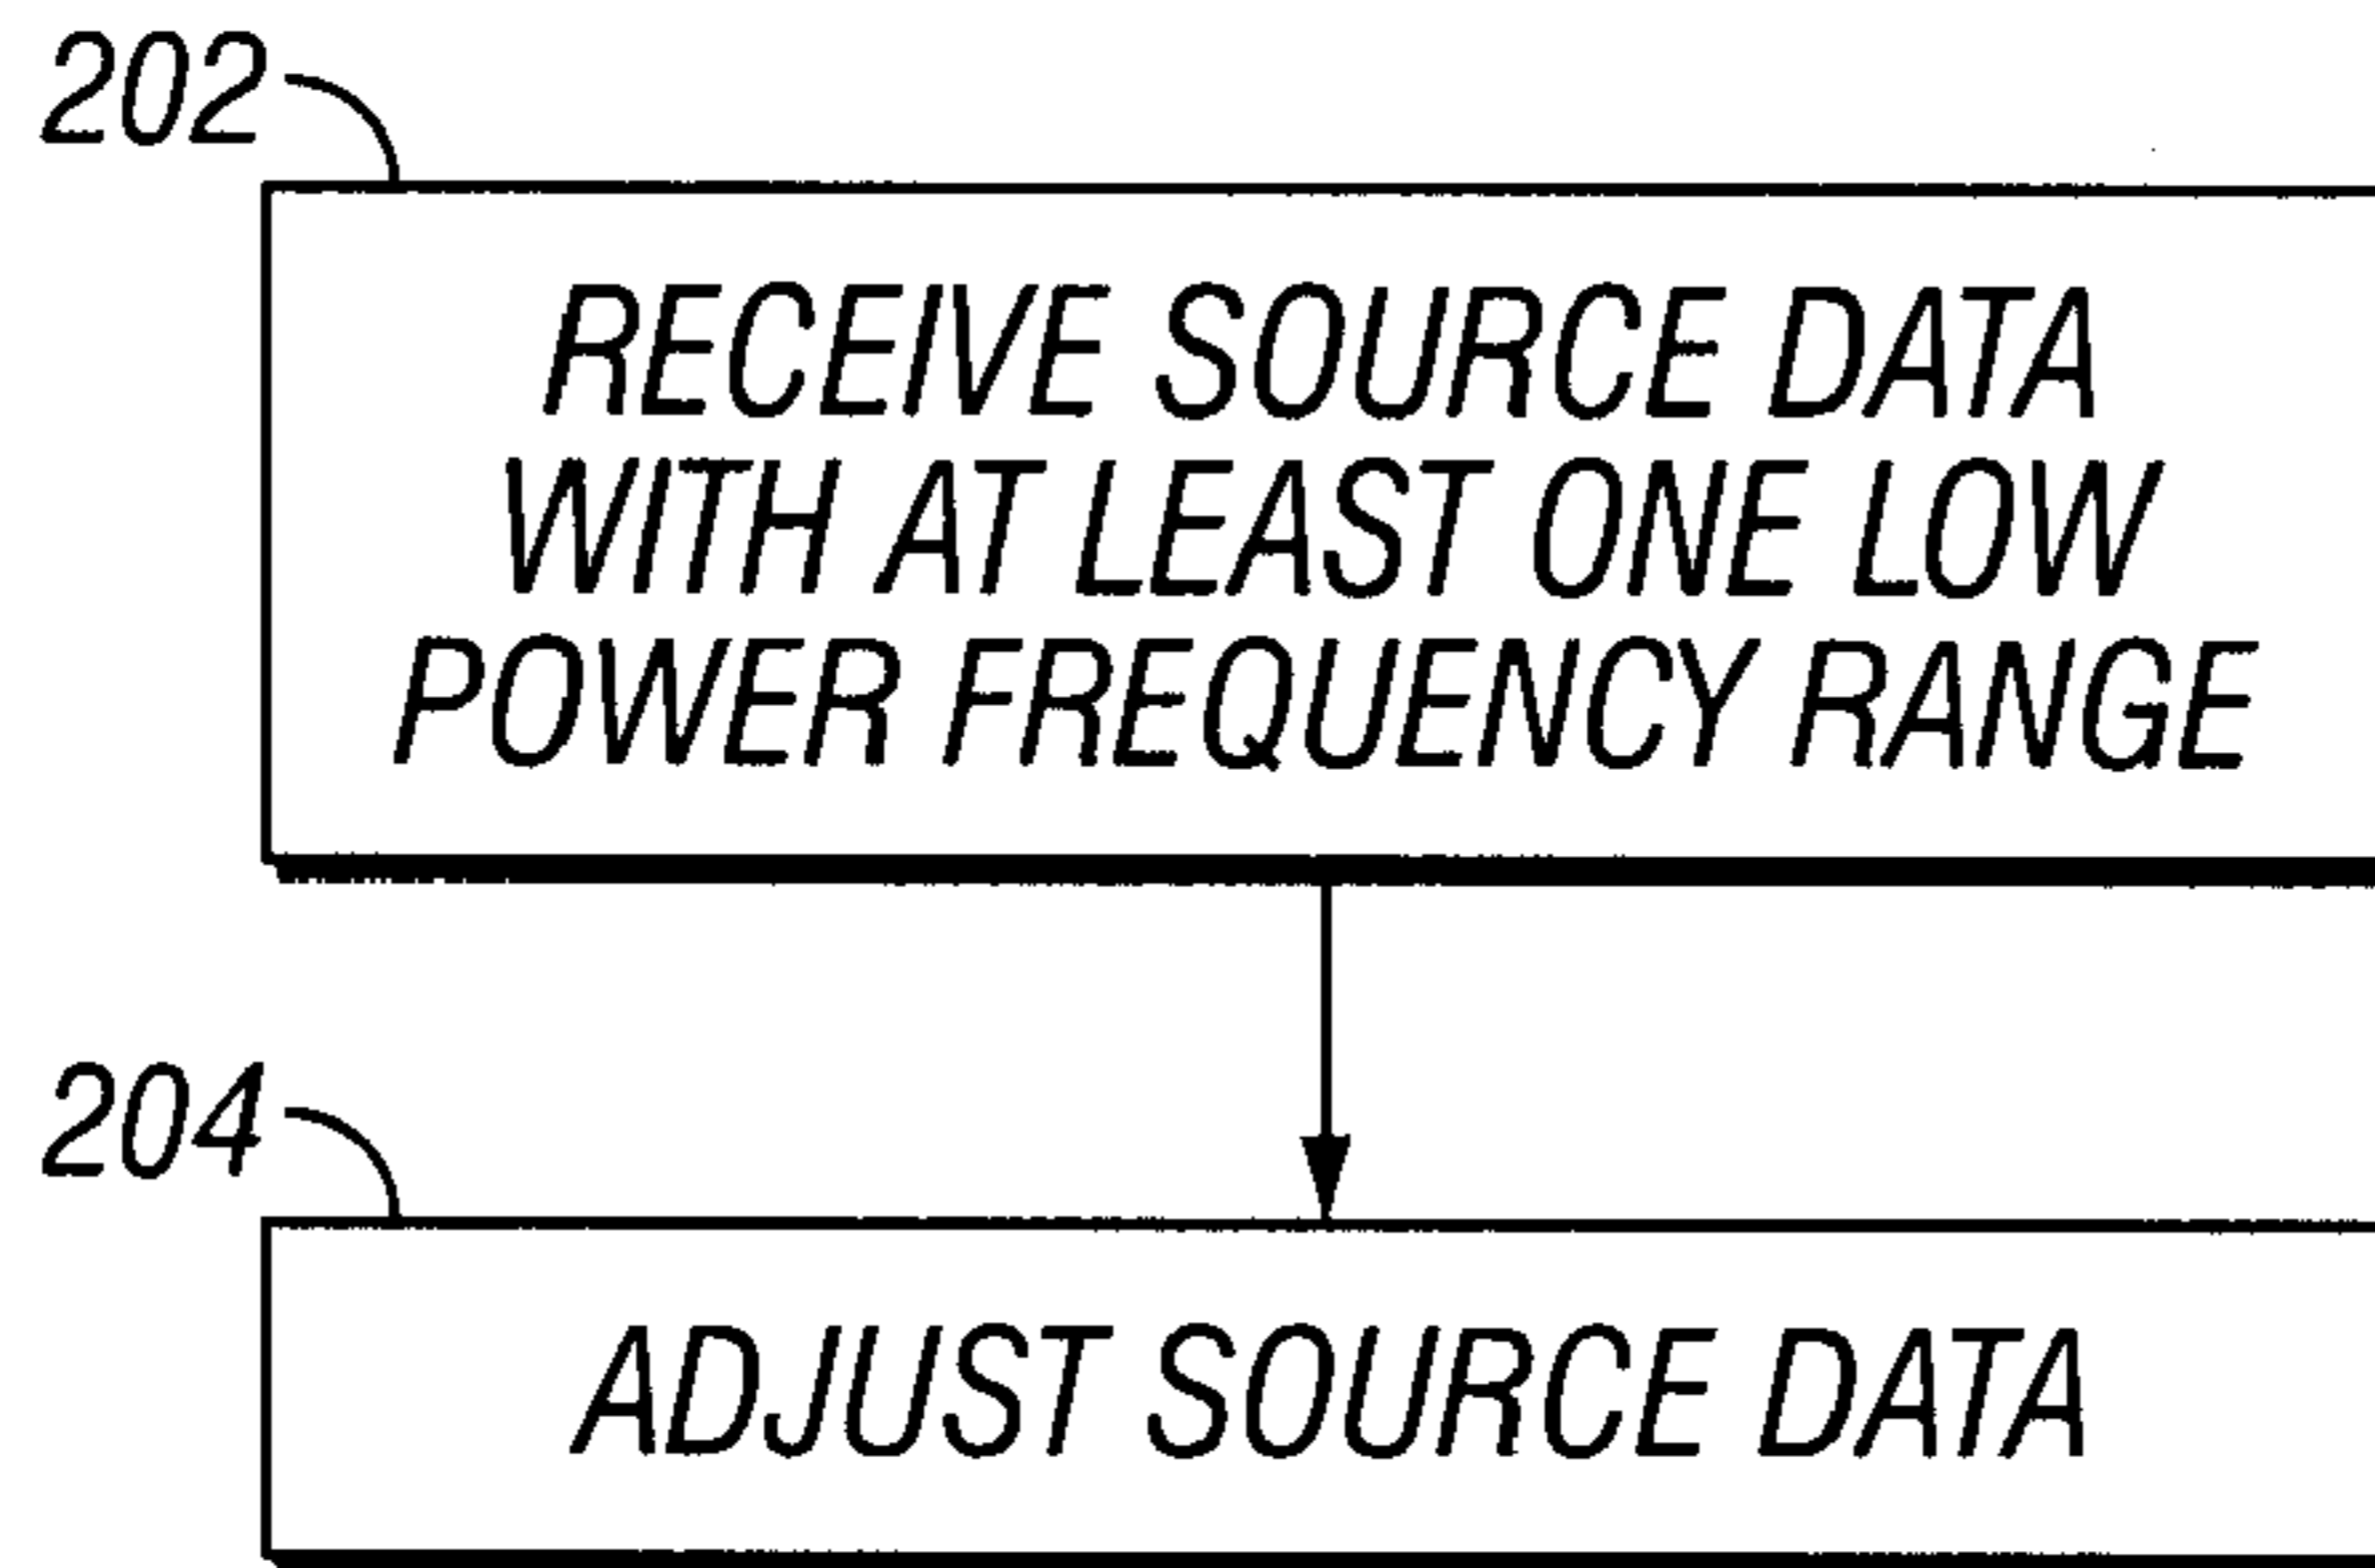 202
RECEIVE SOURCE DATA
WITH AT LEAST ONE LOW
POWER FREQUENCY RANGE
204
ADJUST SOURCE DATA